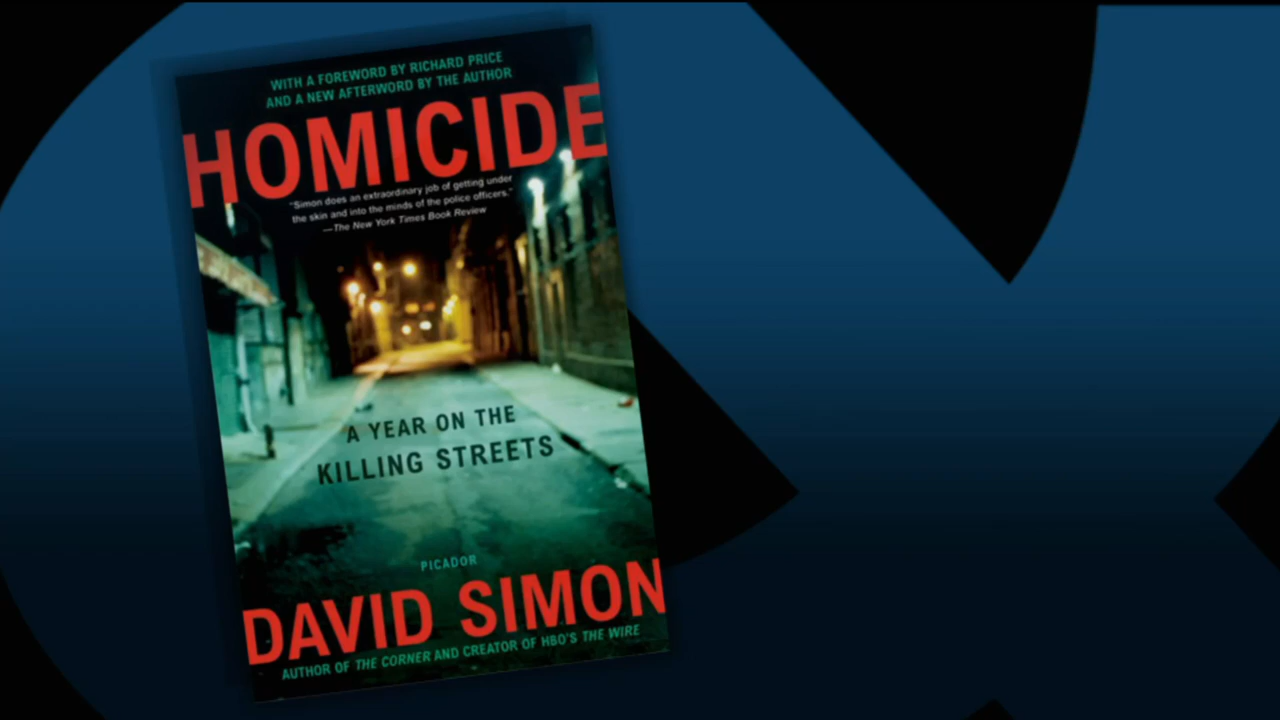 WITH A FOREWORD BY RICHARD PRICE
AND A NEW AFTERWORD BY THE AUTHOR
HOMICIDE
"Simon does an extraordinary job of getting under
the skin and into the minds of the police officers."
—The New York Times Book Review
A YEAR ON THE
KILLING STREETS
PICADOR
DAVID SIMON
AUTHOR OF THE CORNER AND CREATOR OF HBO'S THE WIRE